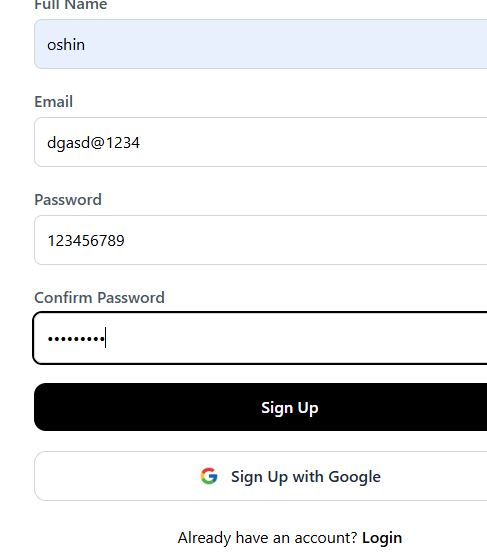 Full Name
oshin
Email
dgasd@1234
Password
123456789
Confirm Password
•••••••••
Sign Up
Sign Up with Google
Already have an account? Login